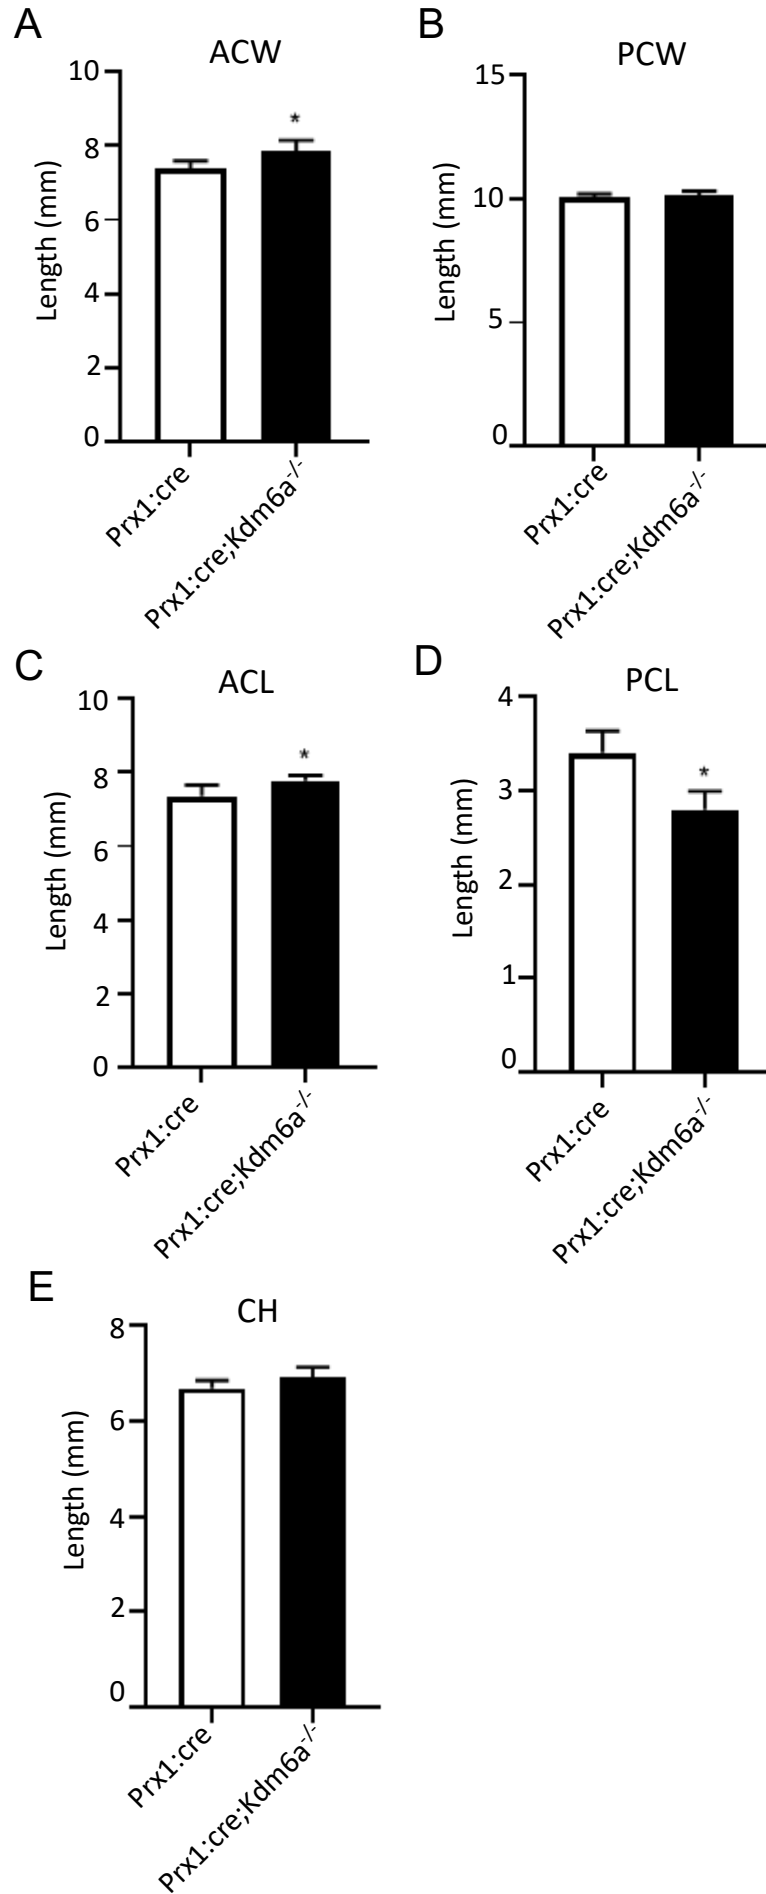 A
ACW
10
8
6
4
2
0
Length (mm)
*
Prx1:cre
Prx1:cre;Kdm6a-/-
B
PCW
15
10
5
0
Length (mm)
Prx1:cre
Prx1:cre;Kdm6a-/-
C
ACL
10
8
6
4
2
0
Length (mm)
*
Prx1:cre
Prx1:cre;Kdm6a-/-
D
PCL
4
3
2
1
0
Length (mm)
*
Prx1:cre
Prx1:cre;Kdm6a-/-
E
CH
8
6
4
2
0
Length (mm)
Prx1:cre
Prx1:cre;Kdm6a-/-